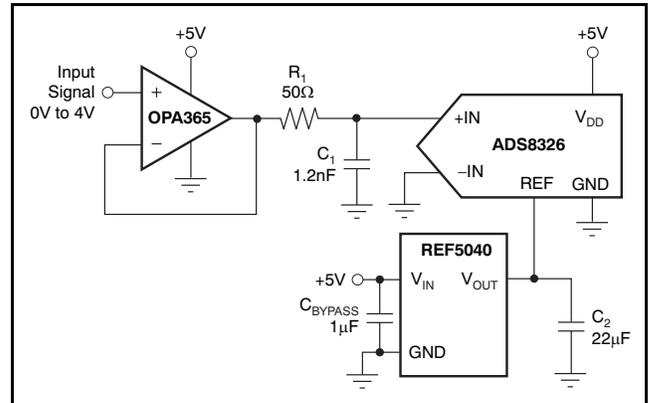 +5V
+5V
Input
Signal
0V to 4V
R1
50Ω
+
OPA365
−
C1
1.2nF
+IN
VDD
ADS8326
−IN
REF
GND
REF5040
+5V
VIN
VOUT
CBYPASS
1μF
GND
C2
22μF